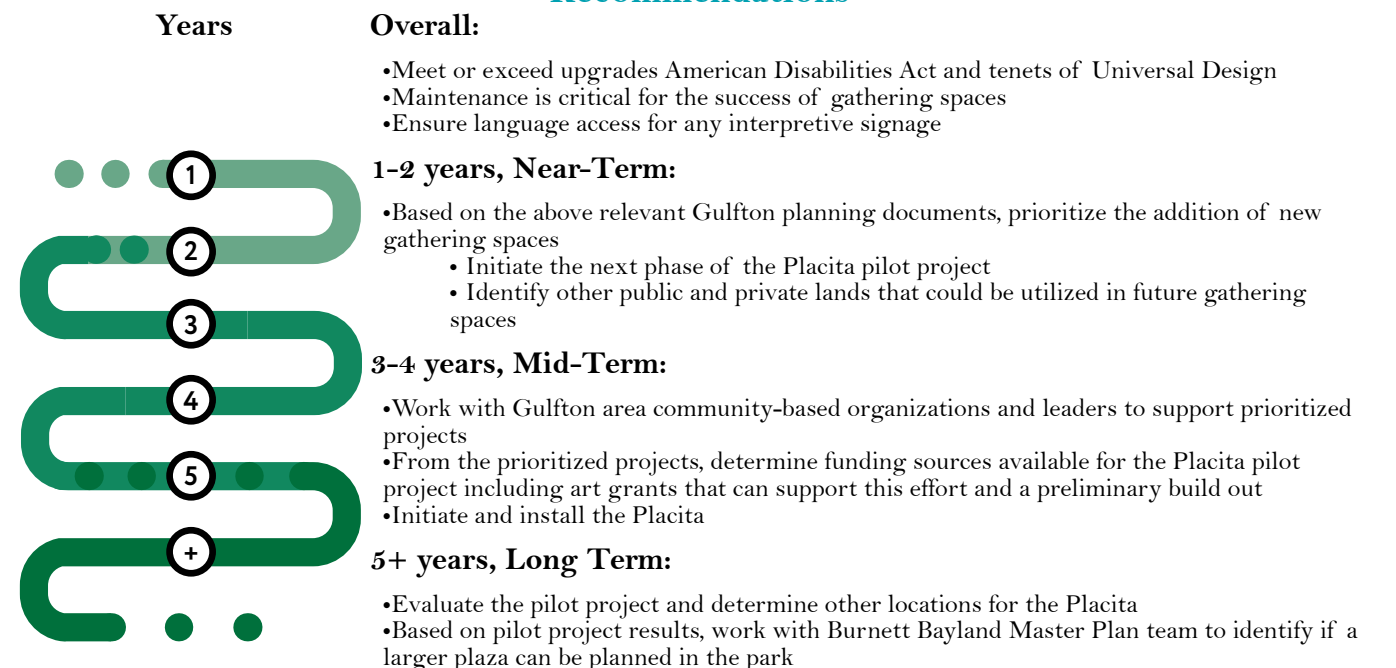 Recommendations
Years
Overall:
•Meet or exceed upgrades American Disabilities Act and tenets of Universal Design
•Maintenance is critical for the success of gathering spaces
•Ensure language access for any interpretive signage
1-2 years, Near-Term:
•Based on the above relevant Gulfton planning documents, prioritize the addition of new
gathering spaces
• Initiate the next phase of the Placita pilot project
• Identify other public and private lands that could be utilized in future gathering
spaces
3-4 years, Mid-Term:
•Work with Gulfton area community-based organizations and leaders to support prioritized
projects
•From the prioritized projects, determine funding sources available for the Placita pilot
project including art grants that can support this effort and a preliminary build out
•Initiate and install the Placita
5+ years, Long Term:
•Evaluate the pilot project and determine other locations for the Placita
•Based on pilot project results, work with Burnett Bayland Master Plan team to identify if a
larger plaza can be planned in the park
1
2
3
4
5
+